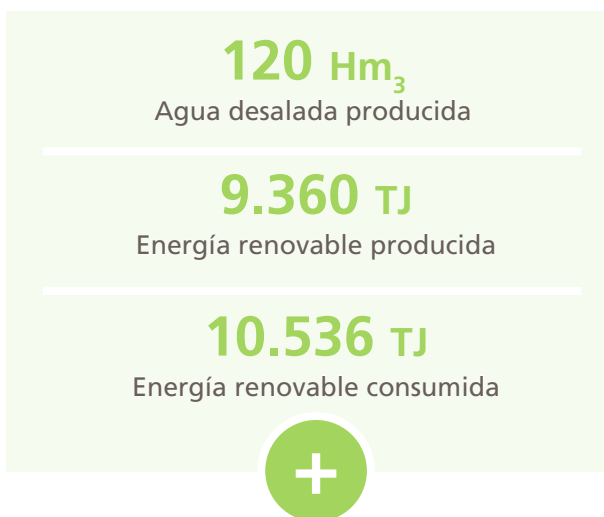 120 Hm3
Agua desalada producida
9.360 TJ
Energía renovable producida
10.536 TJ
Energía renovable consumida
+